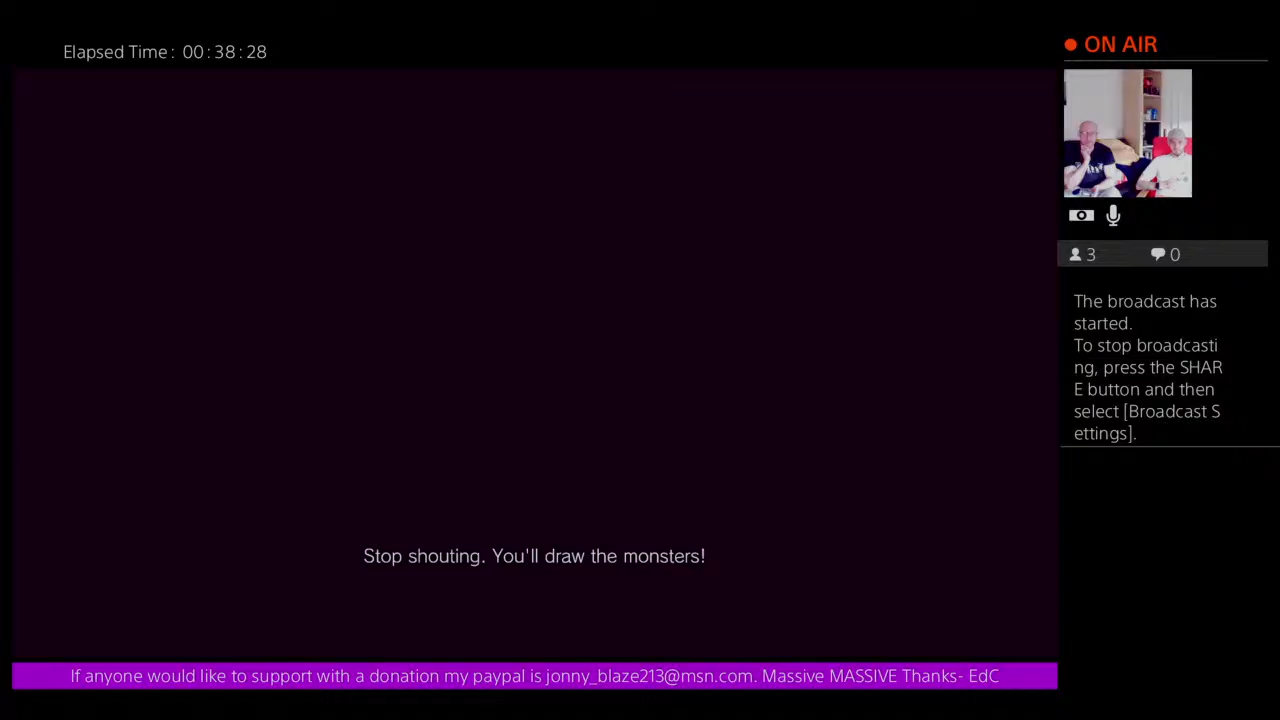 Elapsed Time: 00:38:28
ON AIR
3
0
The broadcast has
started.
To stop broadcasti
ng, press the SHAR
E button and then
select [Broadcast S
ettings].
Stop shouting. You'll draw the monsters!
If anyone would like to support with a donation my paypal is jonny_blaze213@msn.com. Massive MASSIVE Thanks- EdC